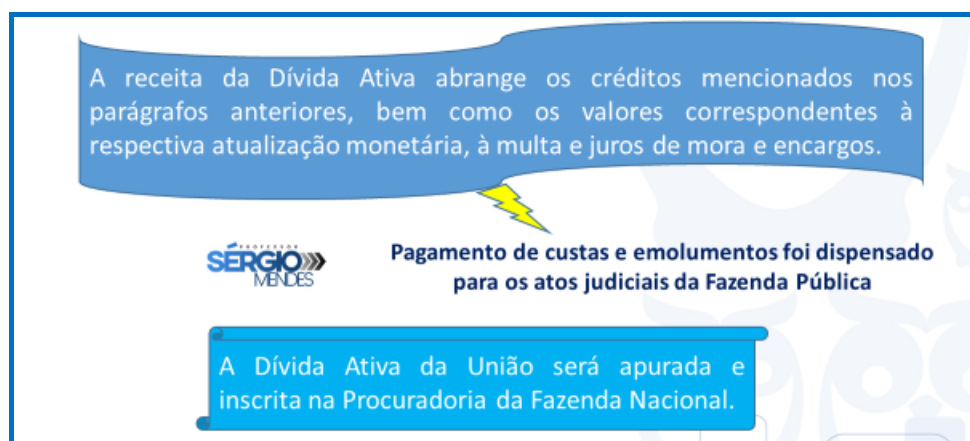 A receita da Dívida Ativa abrange os créditos mencionados nos
parágrafos anteriores, bem como os valores correspondentes à
respectiva atualização monetária, à multa e juros de mora e encargos.
PROFESSOR
SÉRGIO
MENDES
Pagamento de custas e emolumentos foi dispensado
para os atos judiciais da Fazenda Pública
A Dívida Ativa da União será apurada e
inscrita na Procuradoria da Fazenda Nacional.